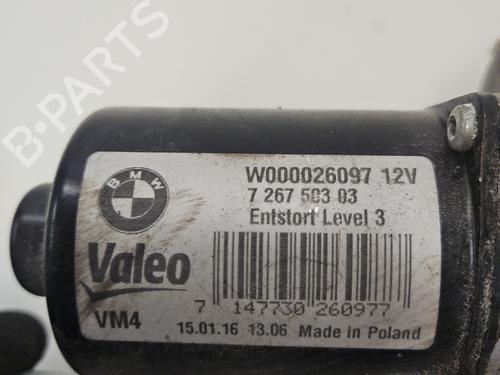 B-PARTS
BMW
W000026097 12V
7 267 503 03
Entstort Level 3
Valeo
7 147730 260977
VM4
15.01.16 13.06 Made in Poland